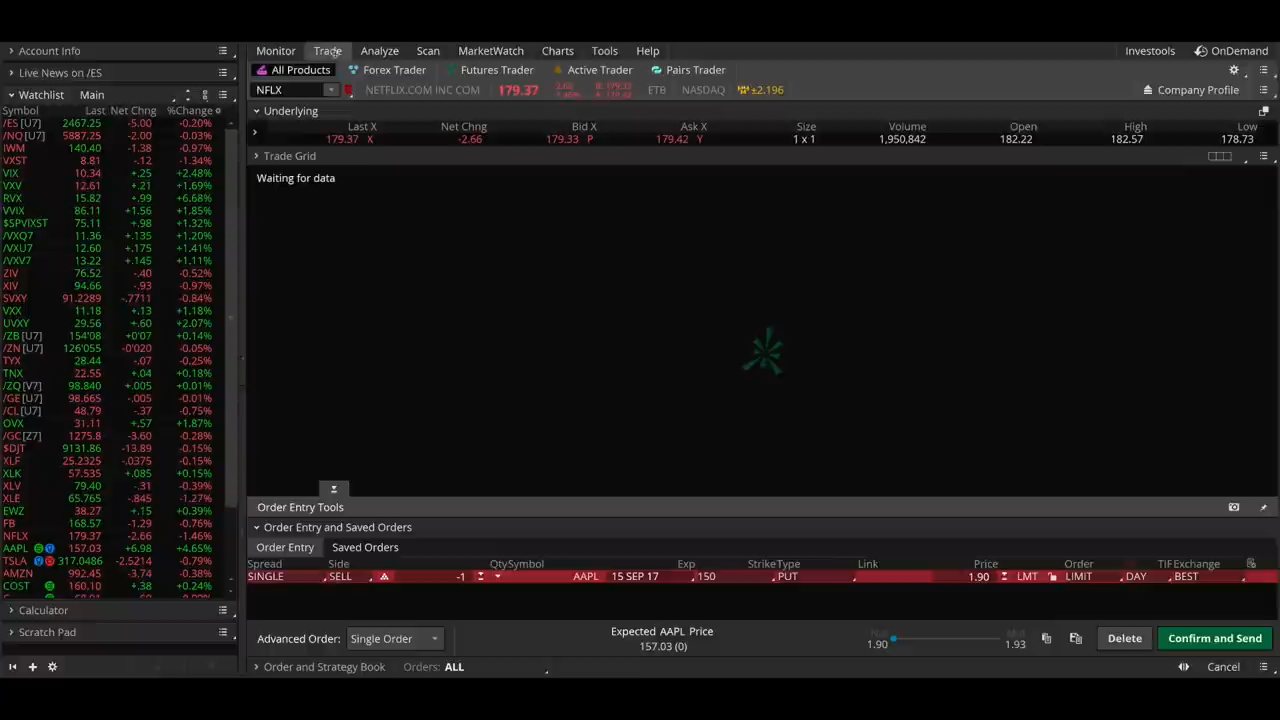 Account Info
Monitor Trade Analyze Scan MarketWatch Charts Tools Help Investools OnDemand
Live News on /ES
All Products Forex Trader Futures Trader Active Trader Pairs Trader
Watchlist Main
NFLX NETFLIX.COM INC COM 179.37 ETB NASDAQ ±2.196 Company Profile
Symbol Last Net Chng %Change
Underlying
Last X Net Chng Bid X Ask X Size Volume Open High Low
179.37 X -2.66 179.33 P 179.42 Y 1 x 1 1,950,842 182.22 182.57 178.73
Trade Grid
Waiting for data
/ES [U7] 2467.25 -5.00 -0.20%
/NQ [U7] 5887.25 -2.00 -0.03%
IWM 140.40 -1.38 -0.97%
VXST 8.81 -.12 -1.34%
VIX 10.34 +.25 +2.48%
VXV 12.61 +.21 +1.69%
RVX 15.82 +.99 +6.68%
VVIX 86.11 +1.56 +1.85%
$SPVIXST 75.11 +.98 +1.32%
/VXQ7 11.36 +.135 +1.20%
/VXU7 12.60 +.175 +1.41%
/VXV7 13.22 +.145 +1.11%
ZIV 76.52 -.40 -0.52%
XIV 94.66 -.93 -0.97%
SVXY 91.2289 -.7711 -0.84%
VXX 11.18 +.13 +1.18%
UVXY 29.56 +.60 +2.07%
/ZB [U7] 154'08 +0'07 +0.14%
/ZN [U7] 126'055 -0'020 -0.05%
TYX 28.44 -.07 -0.25%
TNX 22.55 +.04 +0.18%
/ZQ [V7] 98.840 +.005 +0.01%
/GE [U7] 98.665 -.005 -0.01%
/CL [U7] 48.79 -.37 -0.75%
OVX 31.11 +.57 +1.87%
/GC [Z7] 1275.8 -3.60 -0.28%
$DJT 9131.86 -13.89 -0.15%
XLF 25.2325 -.0375 -0.15%
XLK 57.535 +.085 +0.15%
XLV 79.40 -.31 -0.39%
XLE 65.765 -.845 -1.27%
EWZ 38.27 +.15 +0.39%
FB 168.57 -1.29 -0.76%
NFLX 179.37 -2.66 -1.46%
AAPL 157.03 +6.98 +4.65%
TSLA 317.0486 -2.5214 -0.79%
AMZN 992.45 -3.74 -0.38%
COST 160.10 +.38 +0.24%
Calculator
Scratch Pad
Order Entry Tools
Order Entry and Saved Orders
Order Entry Saved Orders
Spread Side Qty Symbol Exp Strike Type Link Price Order TIF Exchange
SINGLE SELL -1 AAPL 15 SEP 17 150 PUT 1.90 LMT LIMIT DAY BEST
Advanced Order: Single Order
Expected AAPL Price
157.03 (0)
1.90 1.93
Delete Confirm and Send
Order and Strategy Book Orders: ALL Cancel